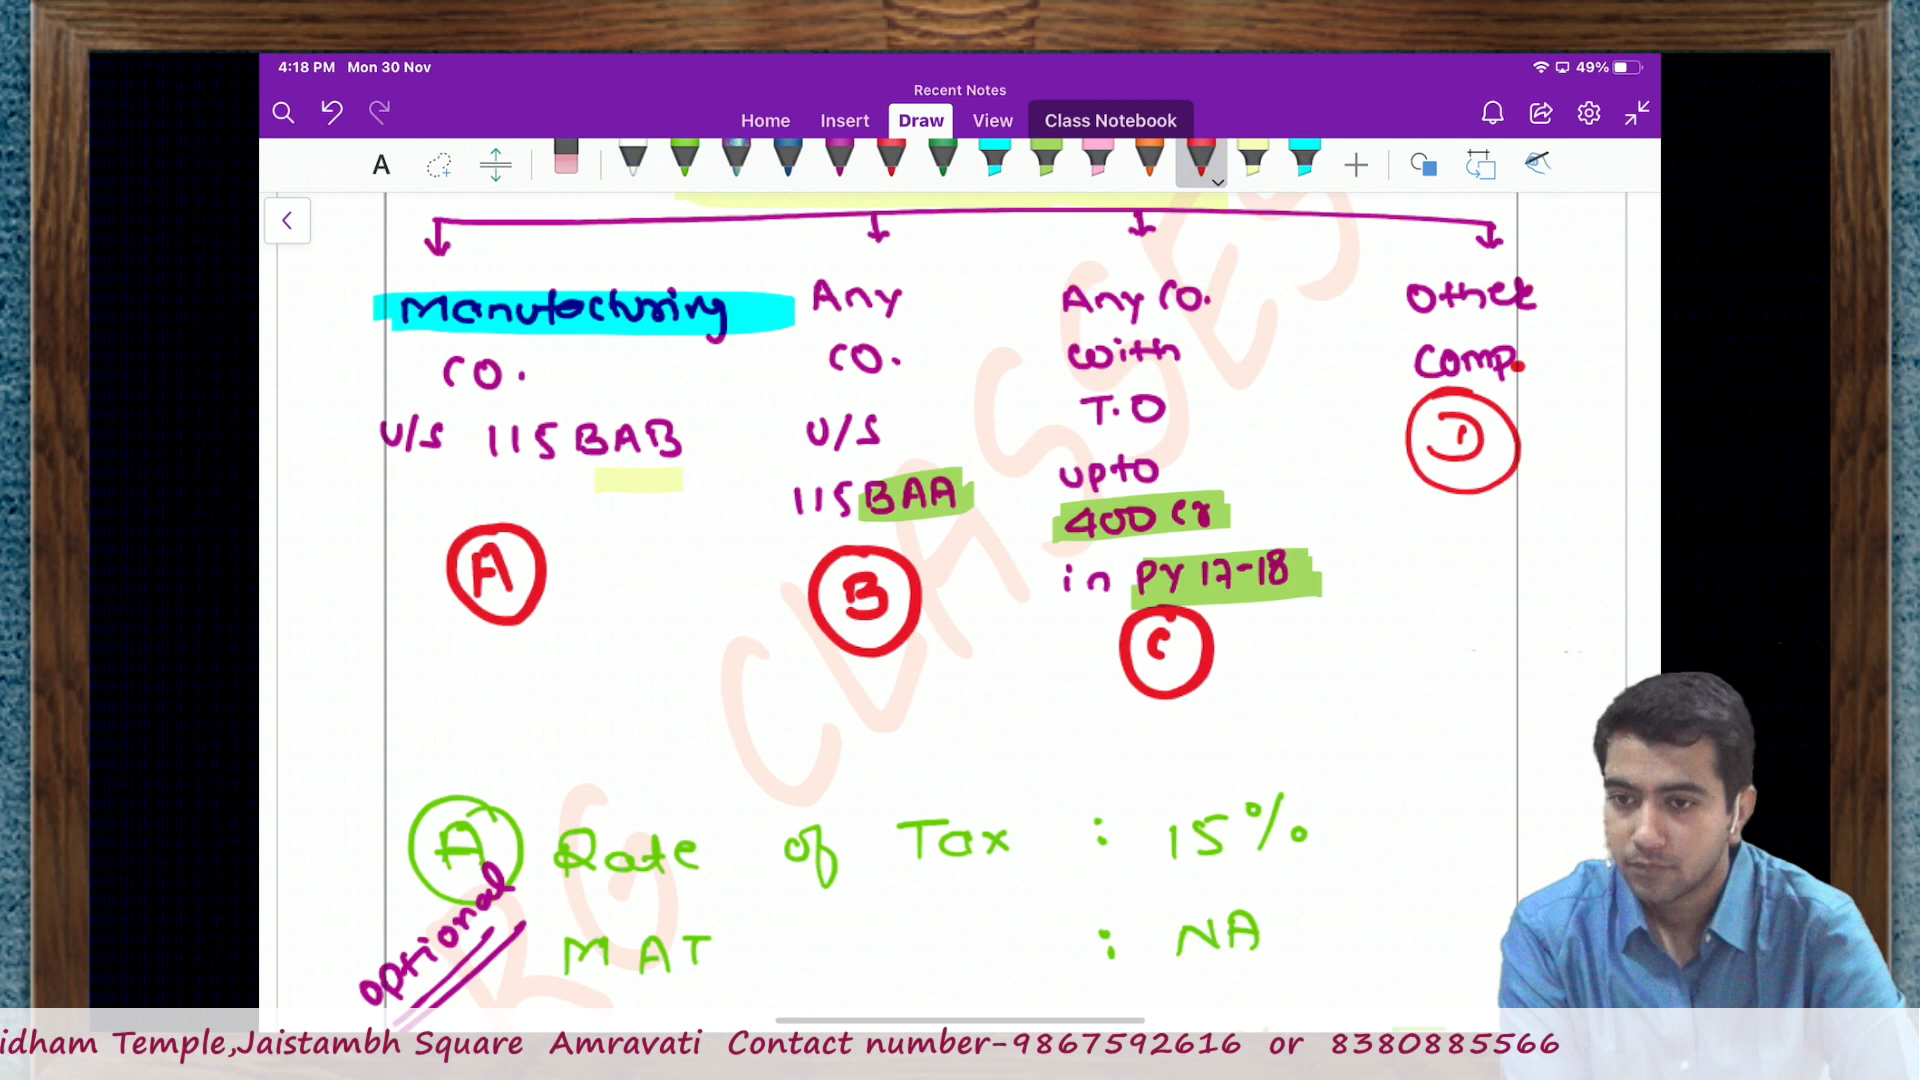 4:18 PM Mon 30 Nov
49%
Recent Notes
Home Insert Draw View Class Notebook
A
Manufacturing
CO.
U/S 115BAB
A
Any
CO.
U/S
115BAA
B
Any CO.
with
T.O
upto
400 Cr
in PY 17-18
C
Other
Comp.
D
RG CLASSES
A Rate of Tax : 15%
optional
MAT : NA
idham Temple,Jaistambh Square Amravati Contact number-9867592616 or 8380885566